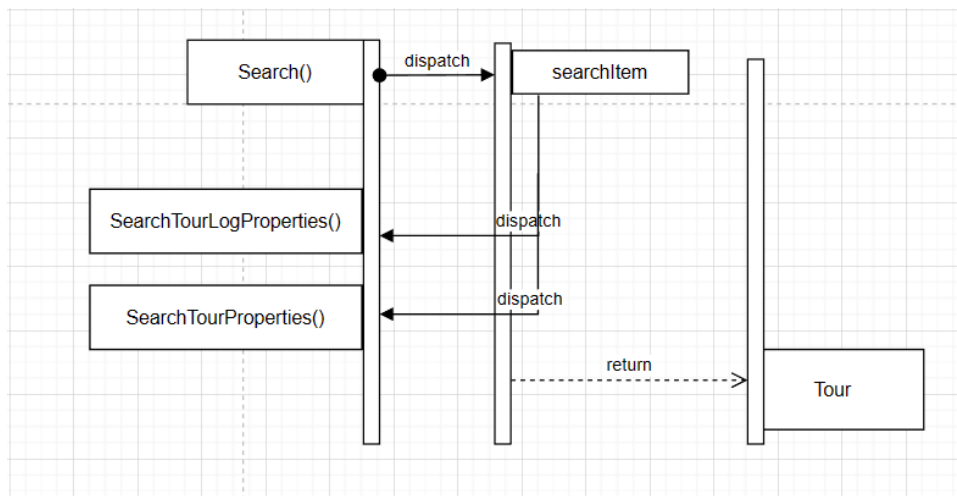 dispatch
Search()
searchItem
SearchTourLogProperties()
dispatch
dispatch
SearchTourProperties()
return
Tour